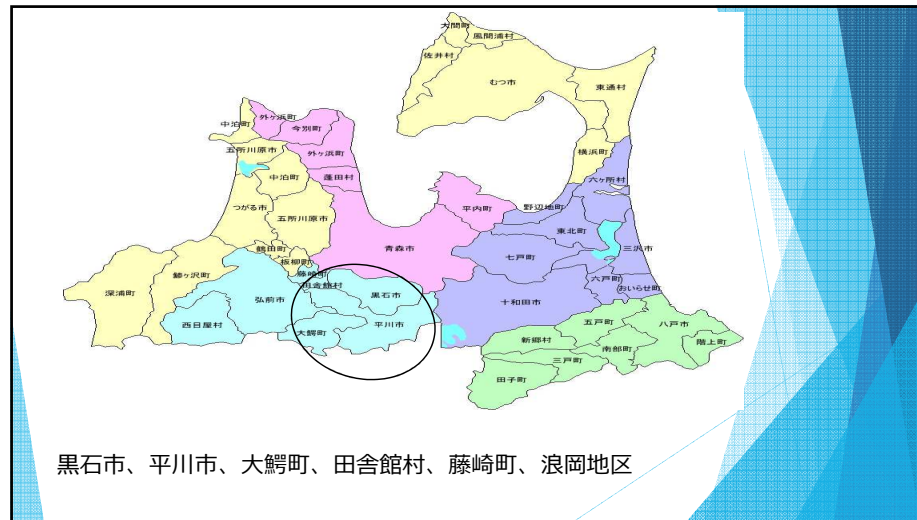 大間町
風間浦村
佐井村
むつ市
東通村
中泊町
外ヶ浜町
今別町
五所川原市
外ヶ浜町
横浜町
中泊町
蓬田村
六ヶ所村
平内町
つがる市
五所川原市
野辺地町
東北町
青森市
三沢市
鶴田町
七戸町
板柳町
鰺ヶ沢町
藤崎町
六戸町
田舎館村
おいらせ町
深浦町
弘前市
黒石市
十和田市
西目屋村
大鰐町
平川市
五戸町
八戸市
新郷村
階上町
南部町
三戸町
田子町
黒石市、平川市、大鰐町、田舎館村、藤崎町、浪岡地区